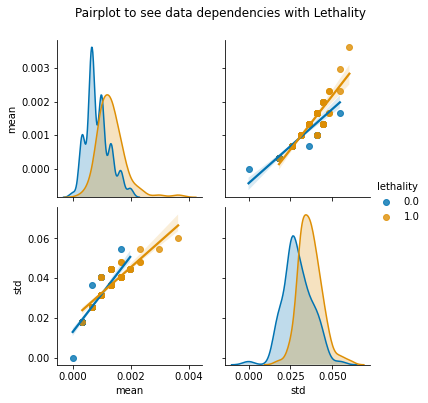 Pairplot to see data dependencies with Lethality
mean
0.003
0.002
0.001
0.000
lethality
0.0
1.0
std
0.06
0.04
0.02
0.00
0.000 0.002 0.004
mean
0.000 0.025 0.050
std